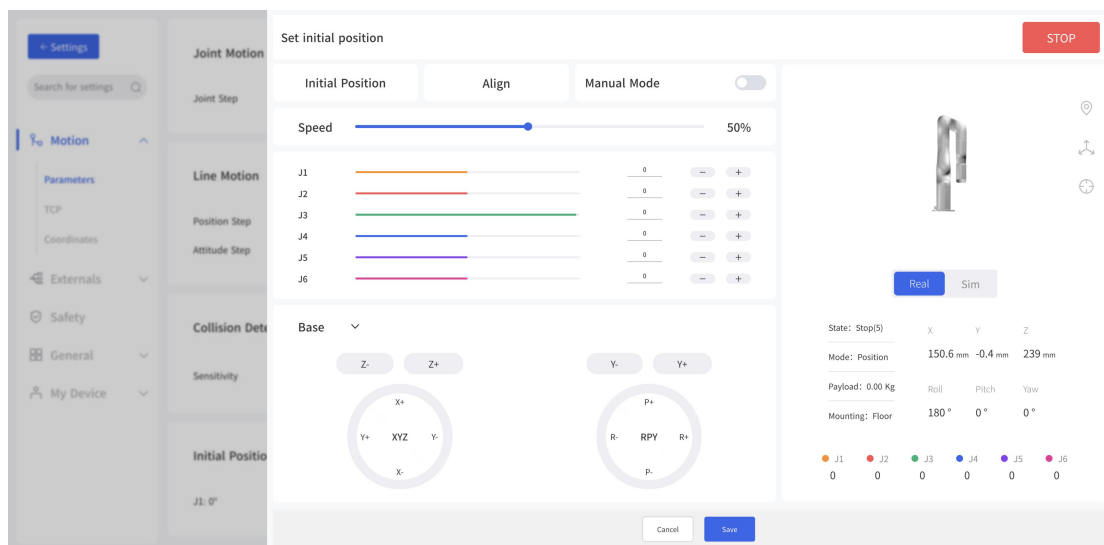 ← Settings
Search for settings
Motion
Parameters
TCP
Coordinates
Externals
Safety
General
My Device
Joint Motion
Joint Step
Line Motion
Position Step
Attitude Step
Collision Dete
Sensitivity
Initial Positio
J1: 0°
Set initial position
STOP
Initial Position
Align
Manual Mode
Speed
50%
J1 0 − +
J2 0 − +
J3 0 − +
J4 0 − +
J5 0 − +
J6 0 − +
Base
Z- Z+
X+
Y+ XYZ Y-
X-
Y- Y+
P+
R- RPY R+
P-
Real Sim
State: Stop(5)
Mode: Position
Payload: 0.00 Kg
Mounting: Floor
X Y Z
150.6 mm -0.4 mm 239 mm
Roll Pitch Yaw
180 ° 0 ° 0 °
J1 J2 J3 J4 J5 J6
0 0 0 0 0 0
Cancel Save